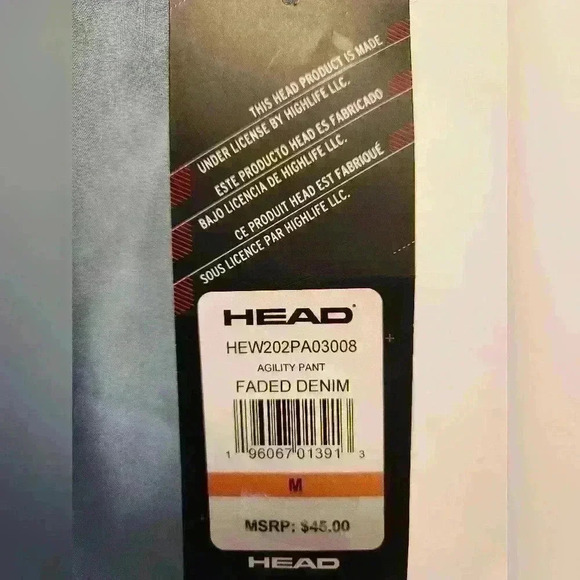 THIS HEAD PRODUCT IS MADE
UNDER LICENSE BY HIGHLIFE LLC.
ESTE PRODUCTO HEAD ES FABRICADO
BAJO LICENCIA DE HIGHLIFE LLC.
CE PRODUIT HEAD EST FABRIQUÉ
SOUS LICENCE PAR HIGHLIFE LLC.
HEAD
HEW202PA03008
AGILITY PANT
FADED DENIM
1 96067 01391 3
M
MSRP: $45.00
HEAD